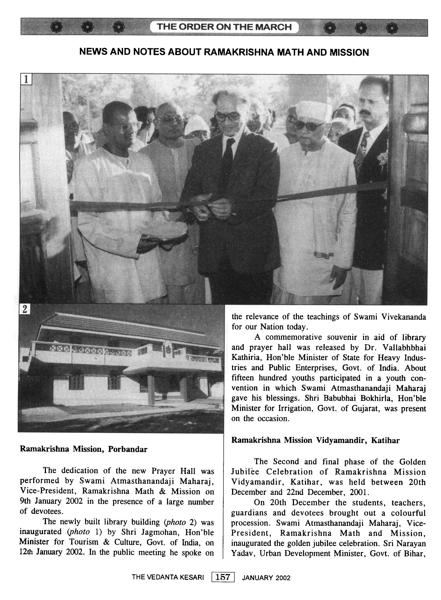 THE ORDER ON THE MARCH
NEWS AND NOTES ABOUT RAMAKRISHNA MATH AND MISSION
1
2
Ramakrishna Mission, Porbandar
The dedication of the new Prayer Hall was
performed by Swami Atmasthanandaji Maharaj,
Vice-President, Ramakrishna Math & Mission on
9th January 2002 in the presence of a large number
of devotees.
The newly built library building (photo 2) was
inaugurated (photo 1) by Shri Jagmohan, Hon'ble
Minister for Tourism & Culture, Govt. of India, on
12th January 2002. In the public meeting he spoke on
the relevance of the teachings of Swami Vivekananda
for our Nation today.
A commemorative souvenir in aid of library
and prayer hall was released by Dr. Vallabhbhai
Kathiria, Hon'ble Minister of State for Heavy Indus-
tries and Public Enterprises, Govt. of India. About
fifteen hundred youths participated in a youth con-
vention in which Swami Atmasthanandaji Maharaj
gave his blessings. Shri Babubhai Bokhirla, Hon'ble
Minister for Irrigation, Govt. of Gujarat, was present
on the occasion.
Ramakrishna Mission Vidyamandir, Katihar
The Second and final phase of the Golden
Jubilee Celebration of Ramakrishna Mission
Vidyamandir, Katihar, was held between 20th
December and 22nd December, 2001.
On 20th December the students, teachers,
guardians and devotees brought out a colourful
procession. Swami Atmasthanandaji Maharaj, Vice-
President, Ramakrishna Math and Mission,
inaugurated the golden jubilee celebration. Sri Narayan
Yadav, Urban Development Minister, Govt. of Bihar,
THE VEDANTA KESARI 157 JANUARY 2002